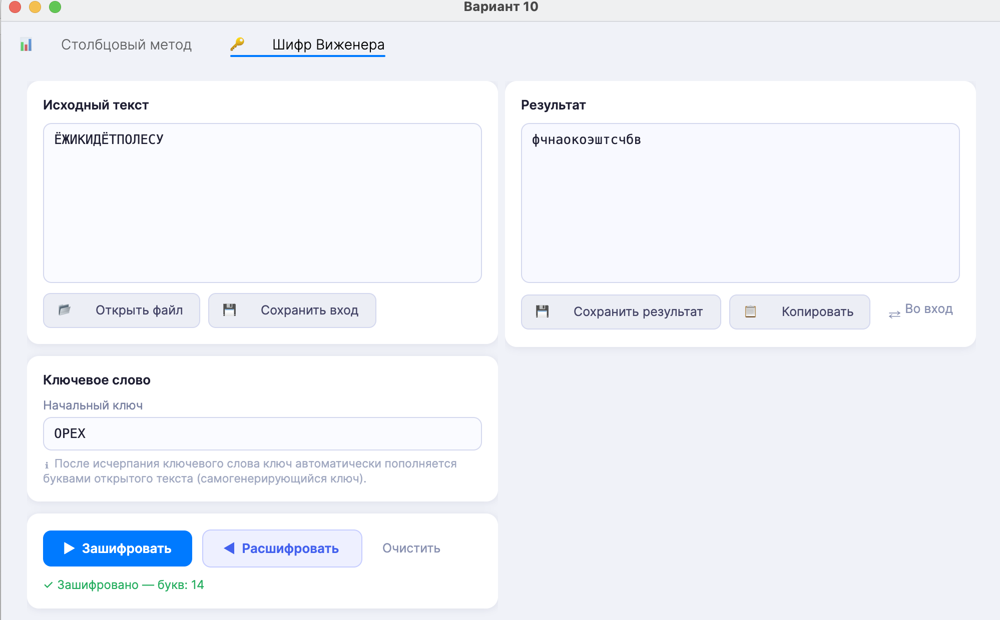 Вариант 10
Столбцовый метод
Шифр Виженера
Исходный текст
ЁЖИКИДЁТПОЛЕСУ
Открыть файл
Сохранить вход
Результат
фчнаокоэштсчбв
Сохранить результат
Копировать
⇄ Во вход
Ключевое слово
Начальный ключ
ОРЕХ
ℹ После исчерпания ключевого слова ключ автоматически пополняется
буквами открытого текста (самогенерирующийся ключ).
▶ Зашифровать
◀ Расшифровать
Очистить
✓ Зашифровано — букв: 14